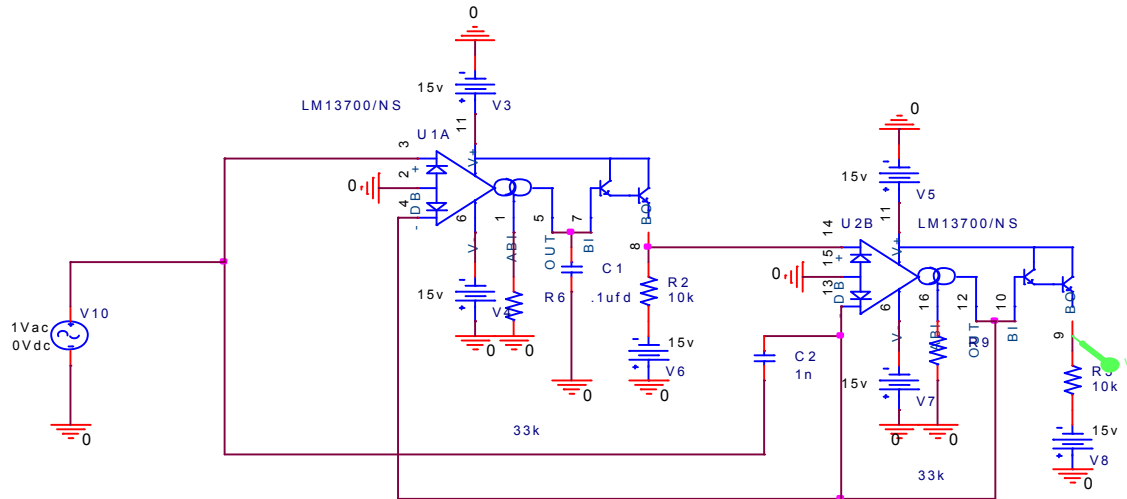 0
15v
V3
LM13700/NS
11
U1A
3
V+
2
+
0
4
DB
-
6
V-
1
ABI
5
OUT
7
BI
BO
8
C1
.1ufd
R6
R2
10k
15v
V4
15v
V6
0
0
0
0
0
15v
V5
11
LM13700/NS
U2B
14
V+
15
+
0
13
DB
6
V-
16
ABI
12
OUT
10
BI
BO
9
V
R9
R3
10k
15v
V7
15v
V8
0
0
0
C2
1n
V10
1Vac
0Vdc
0
33k
33k